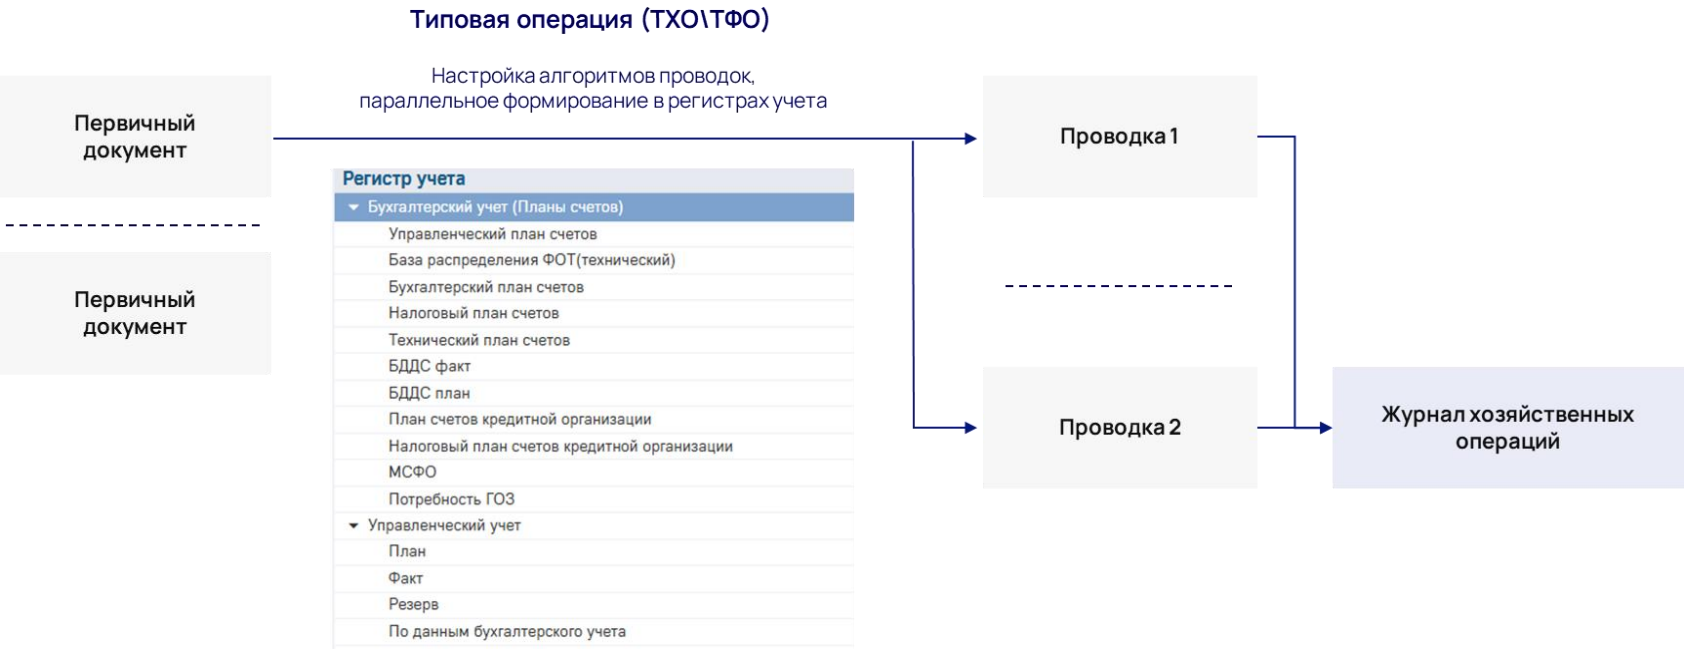 Типовая операция (ТХО\ТФО)
Настройка алгоритмов проводок,
параллельное формирование в регистрах учета
Первичный
документ
Первичный
документ
Регистр учета
Бухгалтерский учет (Планы счетов)
Управленческий план счетов
База распределения ФОТ(технический)
Бухгалтерский план счетов
Налоговый план счетов
Технический план счетов
БДДС факт
БДДС план
План счетов кредитной организации
Налоговый план счетов кредитной организации
МСФО
Потребность ГОЗ
Управленческий учет
План
Факт
Резерв
По данным бухгалтерского учета
Проводка 1
Проводка 2
Журнал хозяйственных
операций